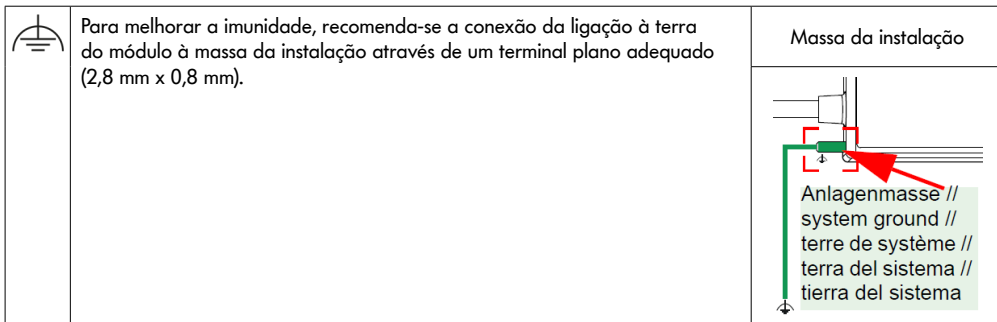 Para melhorar a imunidade, recomenda-se a conexão da ligação à terra
do módulo à massa da instalação através de um terminal plano adequado
(2,8 mm x 0,8 mm).
Massa da instalação
Anlagenmasse //
system ground //
terre de système //
terra del sistema //
tierra del sistema